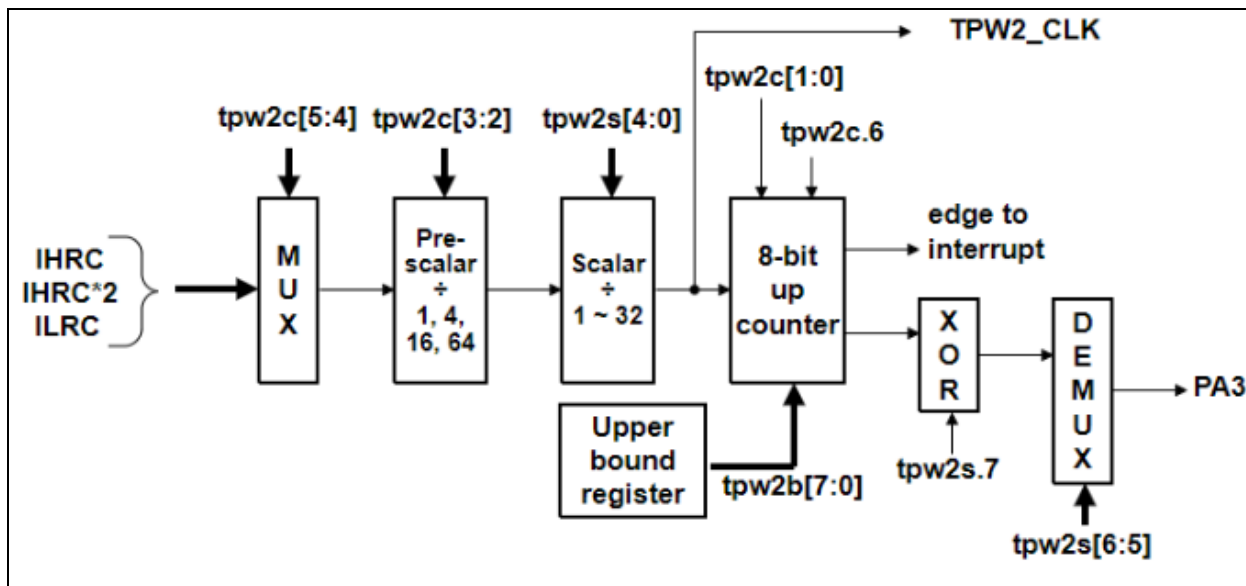 TPW2_CLK
tpw2c[1:0]
tpw2c[5:4]
tpw2c[3:2]
tpw2s[4:0]
tpw2c.6
IHRC
IHRC*2
ILRC
M
U
X
Pre-
scalar
÷
1, 4,
16, 64
Scalar
÷
1 ~ 32
8-bit
up
counter
edge to
interrupt
X
O
R
D
E
M
U
X
PA3
Upper
bound
register
tpw2b[7:0]
tpw2s.7
tpw2s[6:5]